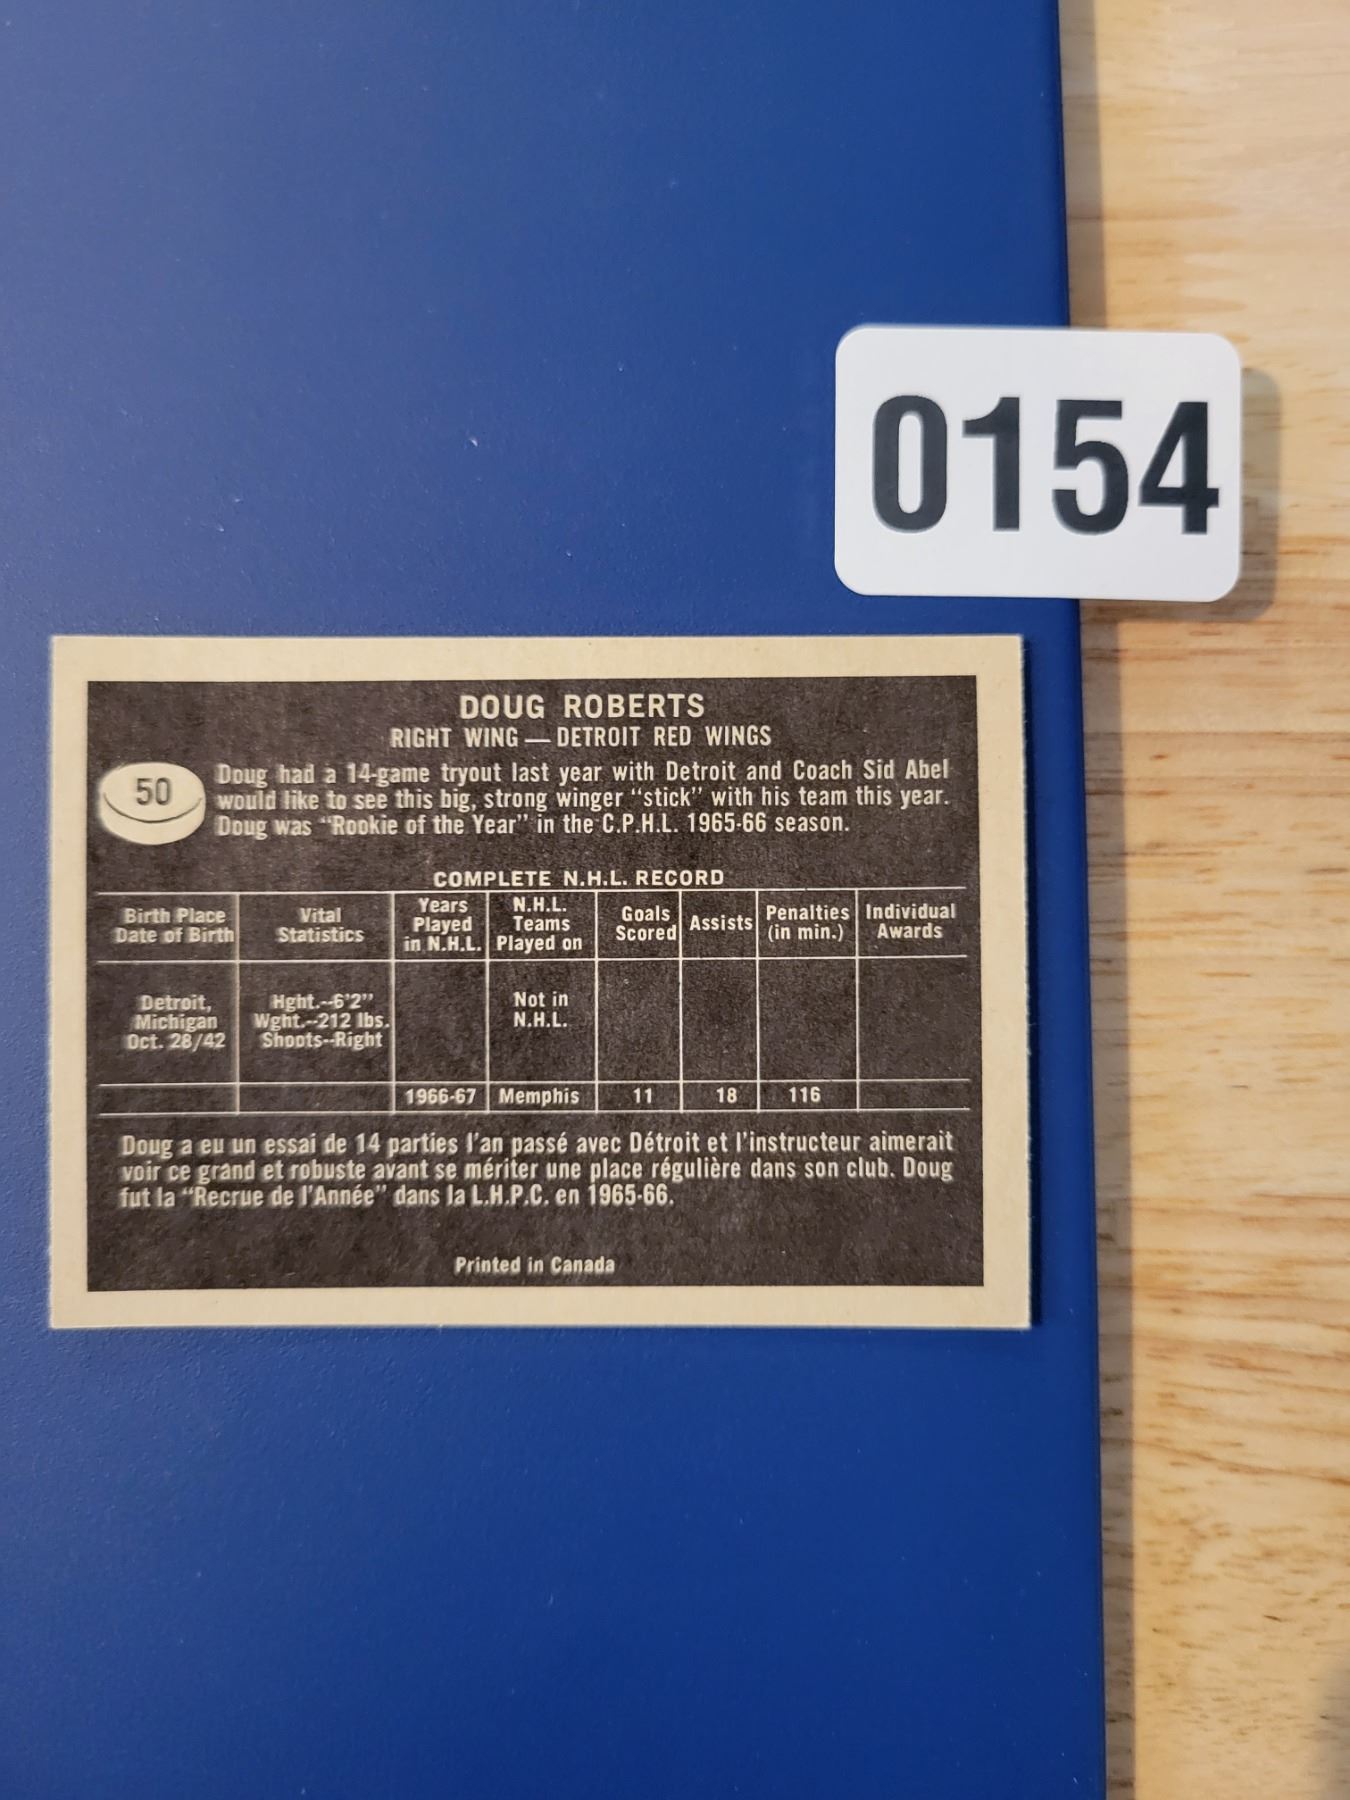 0154
DOUG ROBERTS
RIGHT WING — DETROIT RED WINGS
50
Doug had a 14-game tryout last year with Detroit and Coach Sid Abel
would like to see this big, strong winger "stick" with his team this year.
Doug was "Rookie of the Year" in the C.P.H.L. 1965-66 season.
COMPLETE N.H.L. RECORD
Birth Place
Date of Birth
Vital
Statistics
Years
Played
in N.H.L.
N.H.L.
Teams
Played on
Goals
Scored
Assists
Penalties
(in min.)
Individual
Awards
Detroit,
Michigan
Oct. 28/42
Hght.--6'2"
Wght.--212 lbs.
Shoots--Right
Not in
N.H.L.
1966-67 Memphis 11 18 116
Doug a eu un essai de 14 parties l'an passé avec Détroit et l'instructeur aimerait
voir ce grand et robuste avant se mériter une place régulière dans son club. Doug
fut la "Recrue de l'Année" dans la L.H.P.C. en 1965-66.
Printed in Canada